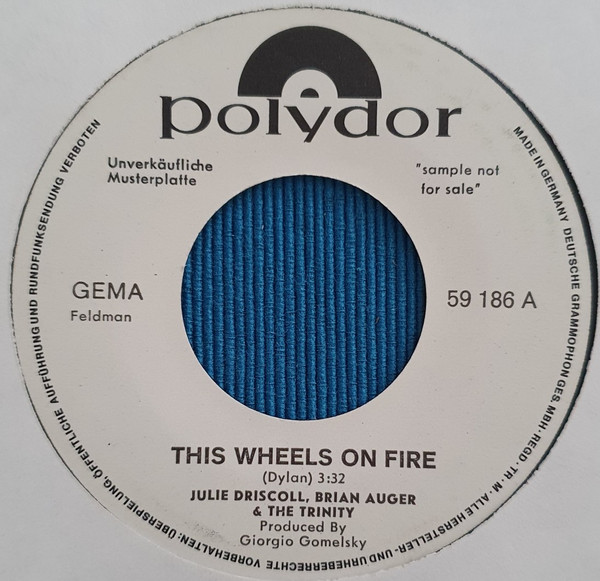 polydor
Unverkäufliche
Musterplatte
"sample not
for sale"
GEMA
Feldman
59 186 A
THIS WHEELS ON FIRE
(Dylan) 3:32
JULIE DRISCOLL, BRIAN AUGER
& THE TRINITY
Produced By
Giorgio Gomelsky
MADE IN GERMANY DEUTSCHE GRAMMOPHON GES. MBH · REGD · TR · M · ALLE HERSTELLER- UND URHEBERRECHTE VORBEHALTEN: ÜBERSPIELUNG, ÖFFENTLICHE AUFFÜHRUNG UND RUNDFUNKSENDUNG VERBOTEN